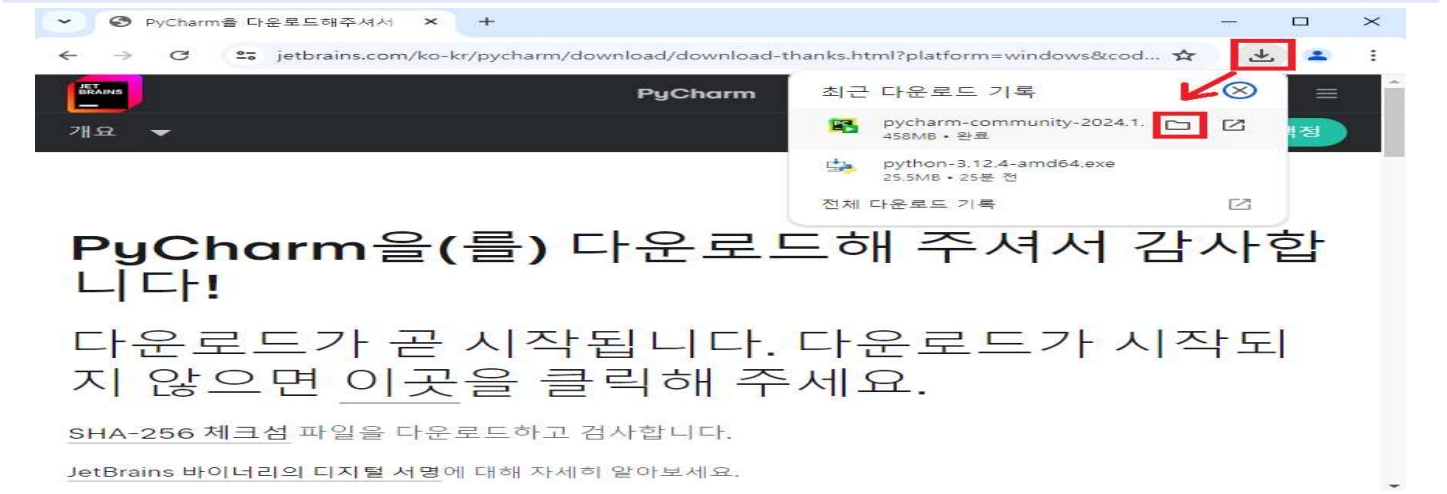 PyCharm을 다운로드해주셔서
jetbrains.com/ko-kr/pycharm/download/download-thanks.html?platform=windows&cod...
JET
BRAINS
PyCharm
개요
최근 다운로드 기록
pycharm-community-2024.1.
458MB • 완료
python-3.12.4-amd64.exe
25.5MB • 25분 전
전체 다운로드 기록
PyCharm을(를) 다운로드해 주셔서 감사합
니다!
다운로드가 곧 시작됩니다. 다운로드가 시작되
지 않으면 이곳을 클릭해 주세요.
SHA-256 체크섬 파일을 다운로드하고 검사합니다.
JetBrains 바이너리의 디지털 서명에 대해 자세히 알아보세요.